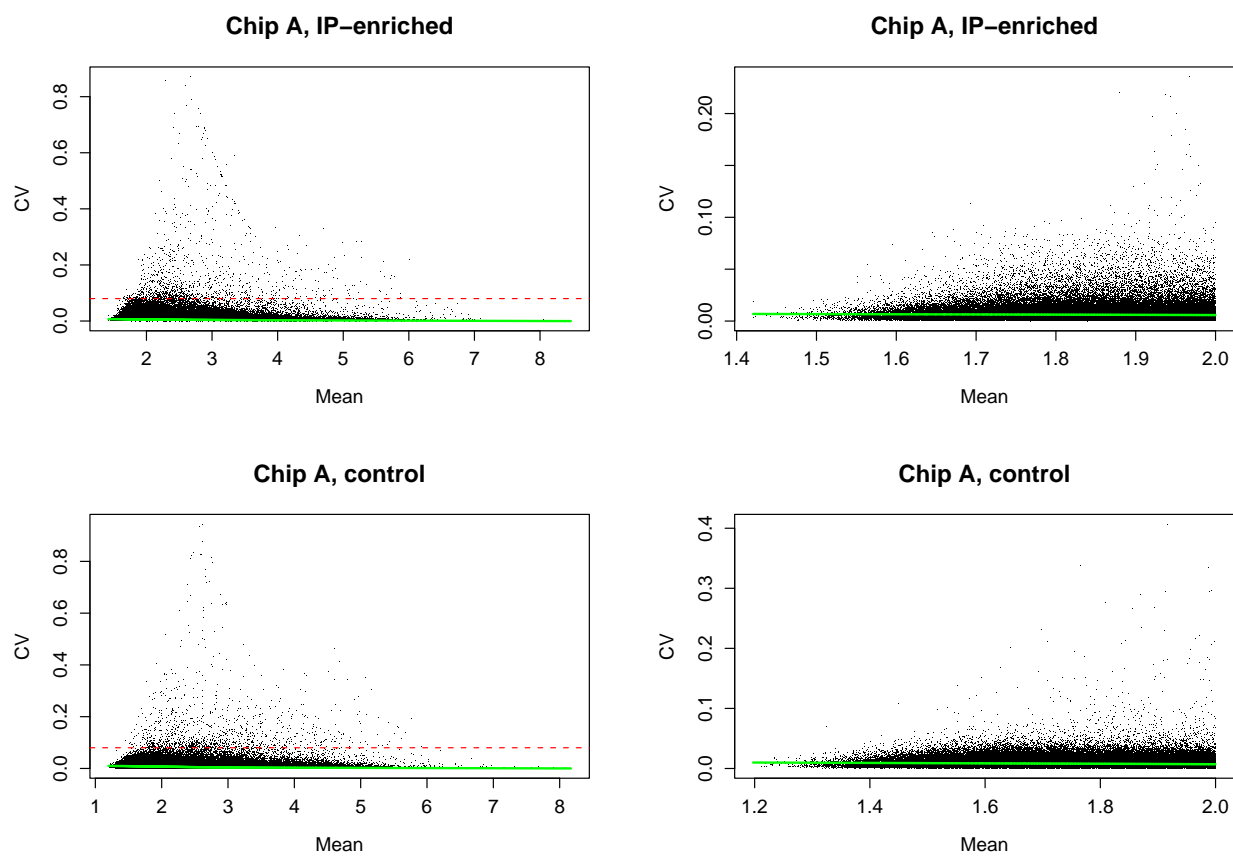 Chip A, IP−enriched
CV
0.0 0.2 0.4 0.6 0.8
2 3 4 5 6 7 8
Mean
Chip A, IP−enriched
CV
0.00 0.10 0.20
1.4 1.5 1.6 1.7 1.8 1.9 2.0
Mean
Chip A, control
CV
0.0 0.2 0.4 0.6 0.8
1 2 3 4 5 6 7 8
Mean
Chip A, control
CV
0.0 0.1 0.2 0.3 0.4
1.2 1.4 1.6 1.8 2.0
Mean